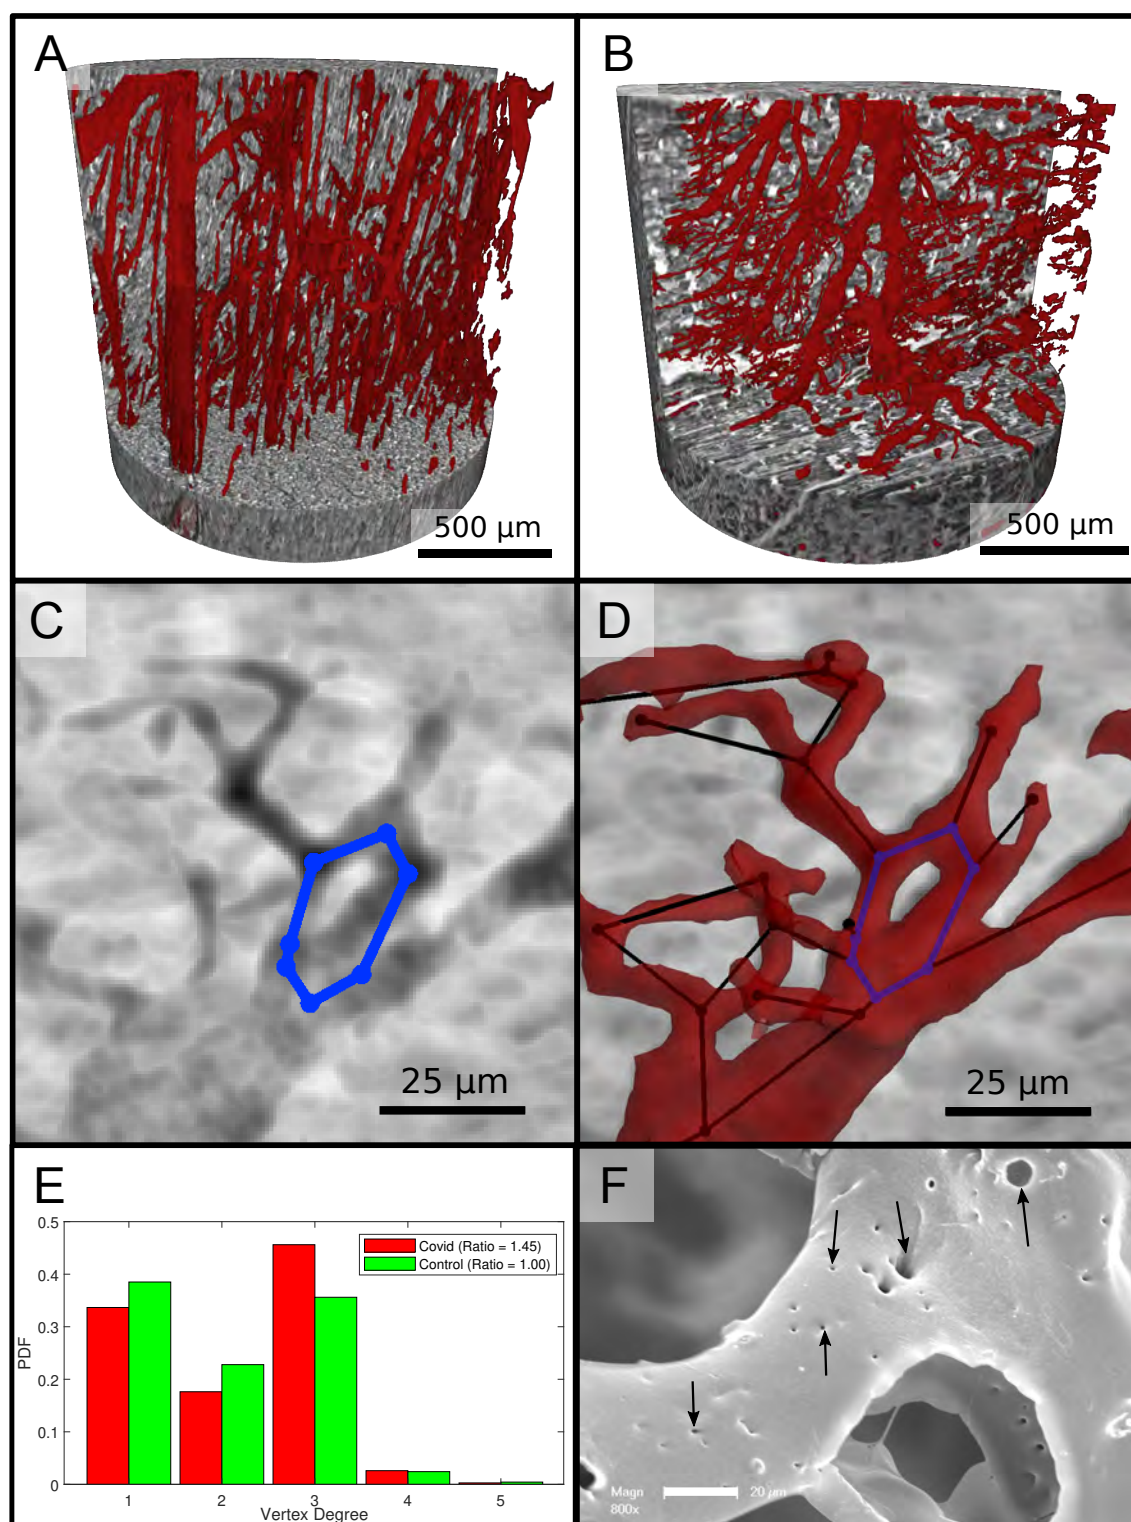 A
B
500 µm
500 µm
C
D
25 µm
25 µm
E
F
0.5
0.4
0.3
0.2
0.1
0
PDF
Covid (Ratio = 1.45)
Control (Ratio = 1.00)
1 2 3 4 5
Vertex Degree
Magn
800x
20 µm